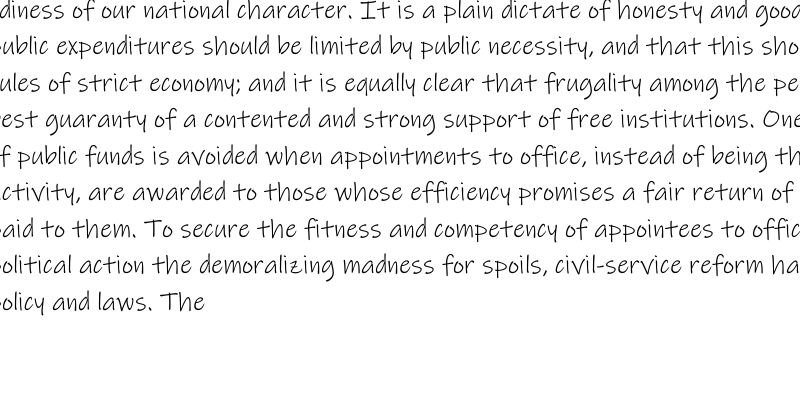 diness of our national character. It is a plain dictate of honesty and good
ublic expenditures should be limited by public necessity, and that this sho
ules of strict economy; and it is equally clear that frugality among the pe
est guaranty of a contented and strong support of free institutions. One
f public funds is avoided when appointments to office, instead of being th
ctivity, are awarded to those whose efficiency promises a fair return of
aid to them. To secure the fitness and competency of appointees to offic
olitical action the demoralizing madness for spoils, civil-service reform ha
olicy and laws. The